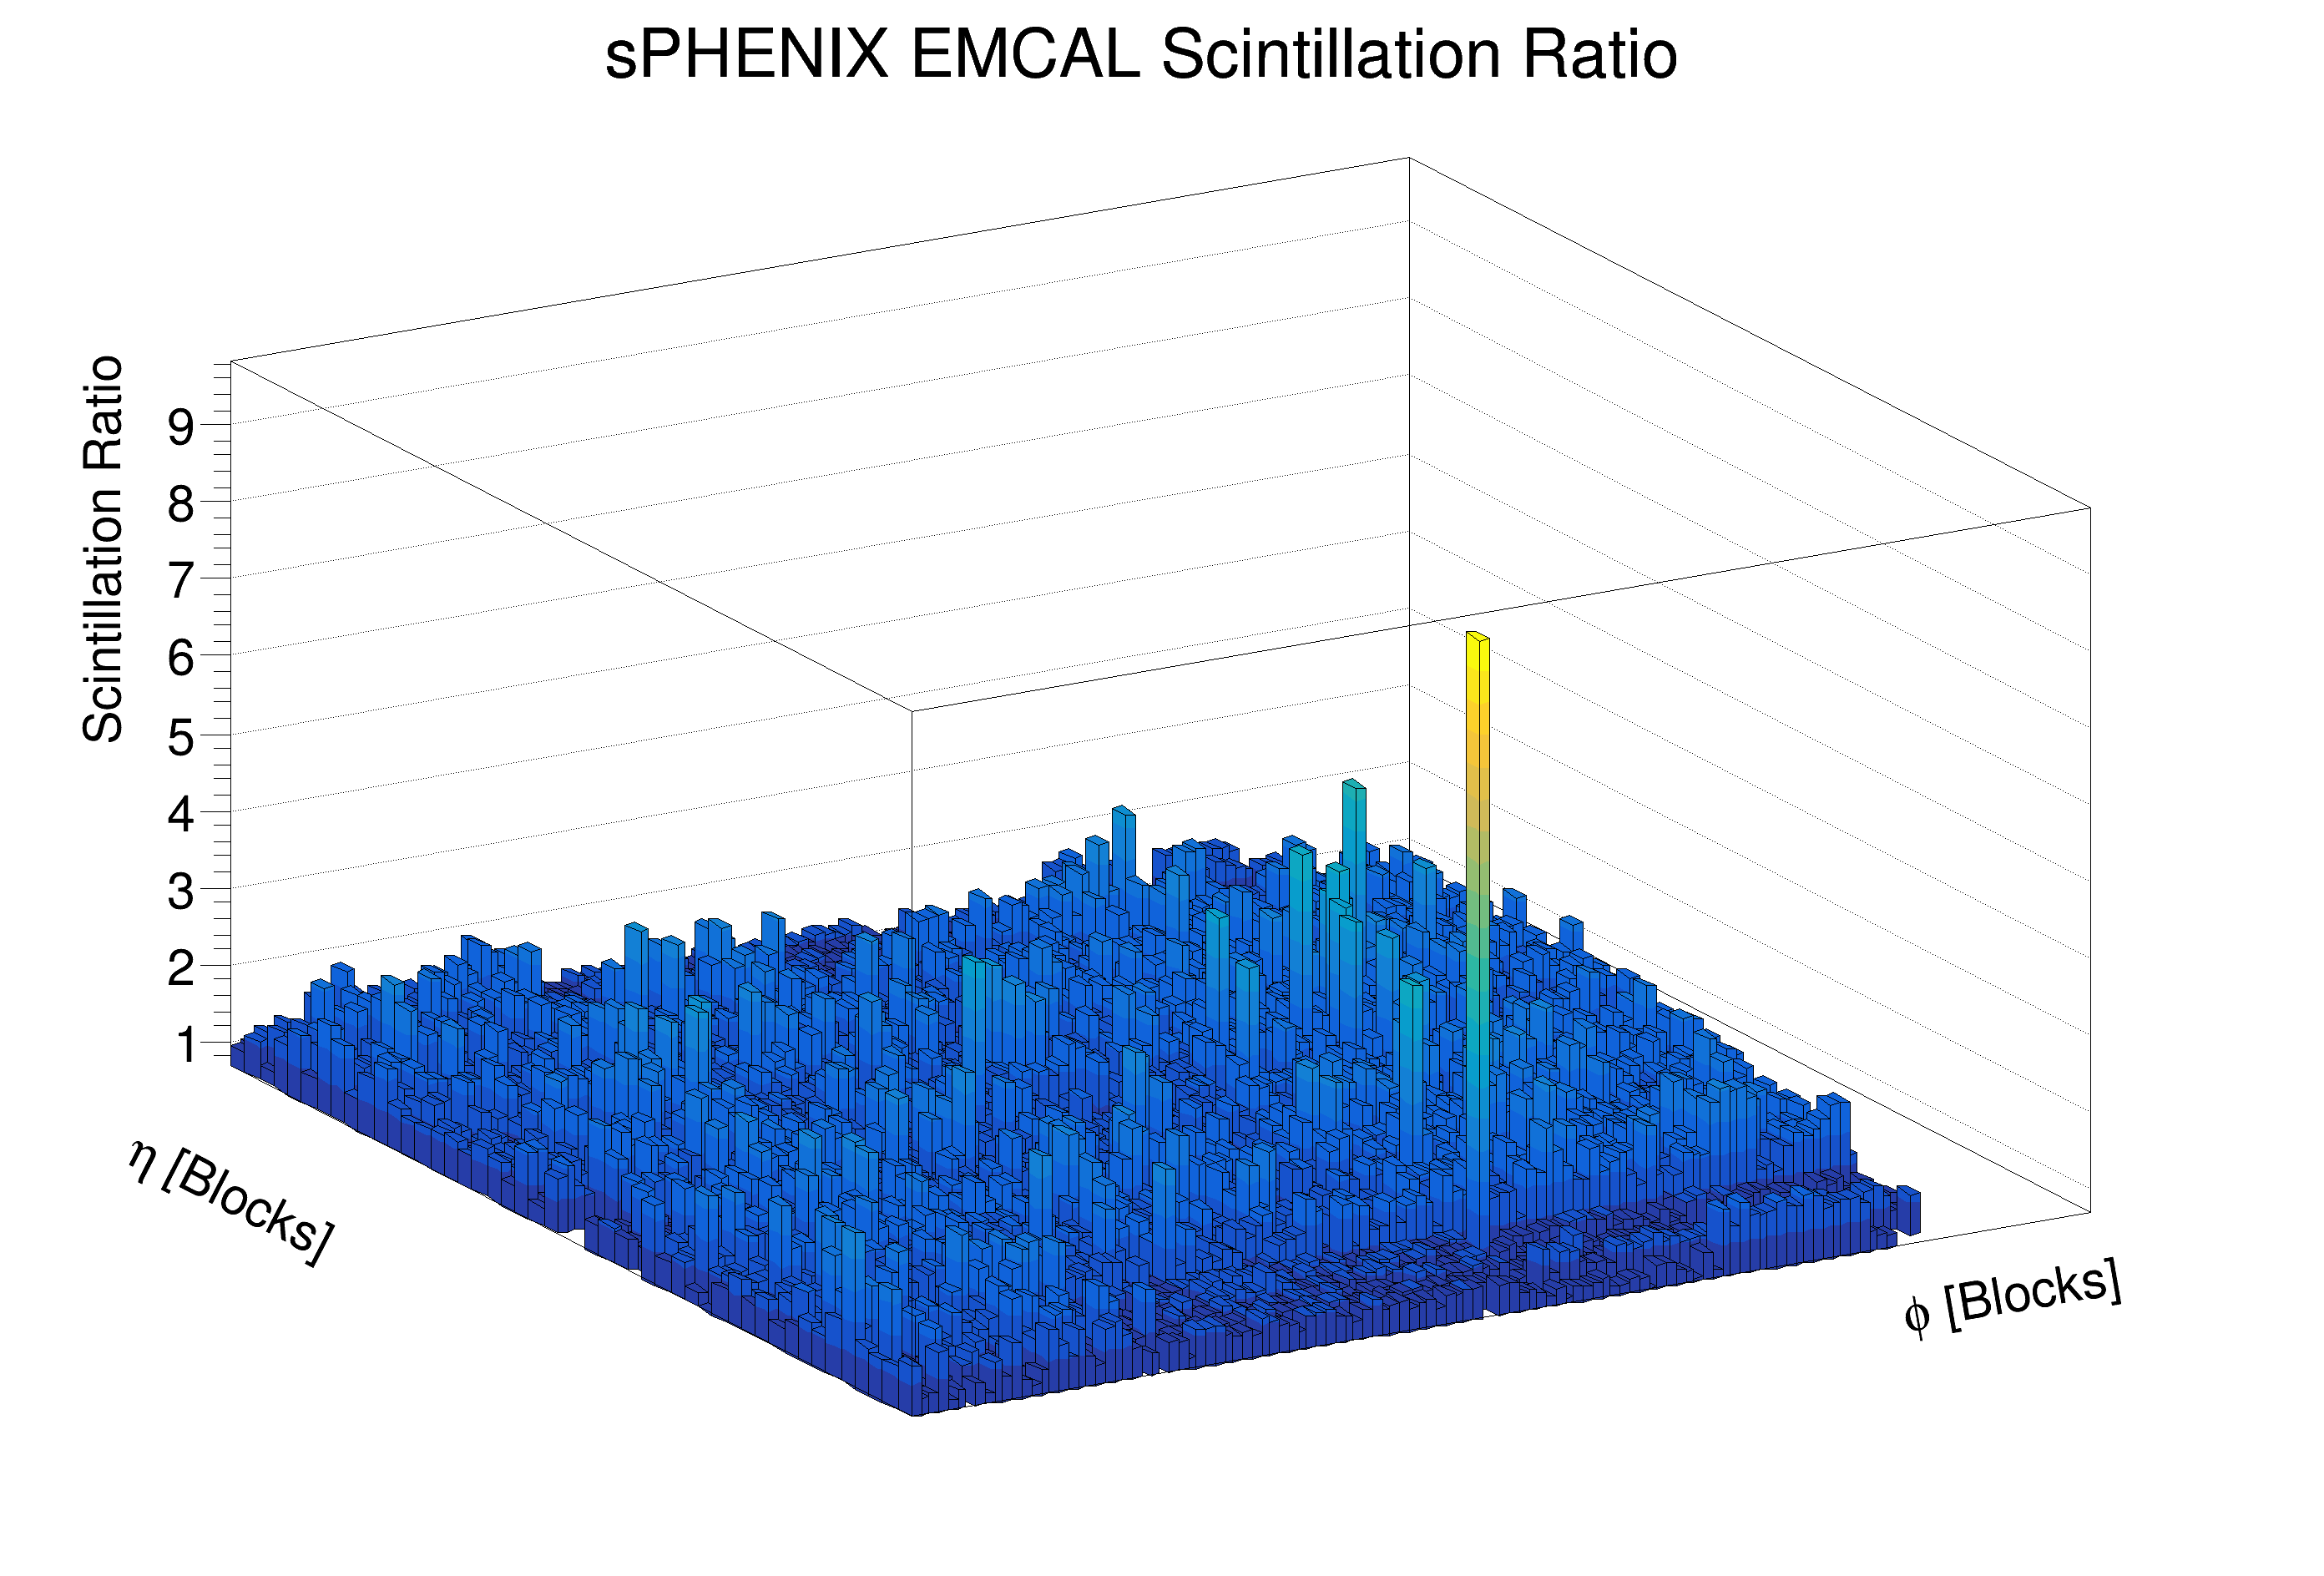 sPHENIX EMCAL Scintillation Ratio
Scintillation Ratio
9
8
7
6
5
4
3
2
1
η [Blocks]
ϕ [Blocks]